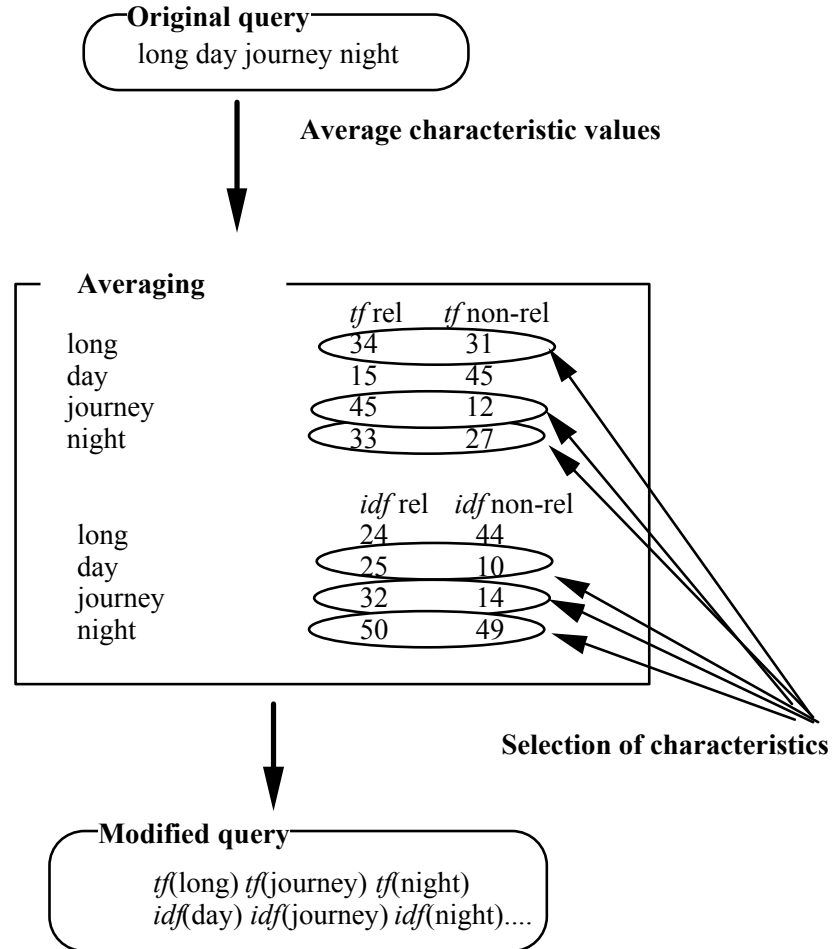 Original query
long day journey night
Average characteristic values
Averaging
tf rel tf non-rel
long 34 31
day 15 45
journey 45 12
night 33 27
idf rel idf non-rel
long 24 44
day 25 10
journey 32 14
night 50 49
Selection of characteristics
Modified query
tf(long) tf(journey) tf(night)
idf(day) idf(journey) idf(night)....